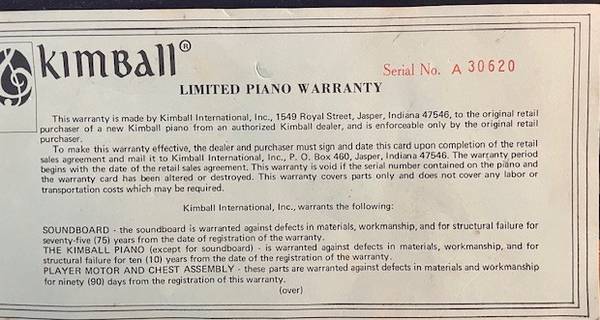 Kimball®
Serial No. A 30620
LIMITED PIANO WARRANTY
This warranty is made by Kimball International, Inc., 1549 Royal Street, Jasper, Indiana 47546, to the original retail
purchaser of a new Kimball piano from an authorized Kimball dealer, and is enforceable only by the original retail
purchaser.
To make this warranty effective, the dealer and purchaser must sign and date this card upon completion of the retail
sales agreement and mail it to Kimball International, Inc., P. O. Box 460, Jasper, Indiana 47546. The warranty period
begins with the date of the retail sales agreement. This warranty is void if the serial number contained on the piano and
the warranty card has been altered or destroyed. This warranty covers parts only and does not cover any labor or
transportation costs which may be required.
Kimball International, Inc., warrants the following:
SOUNDBOARD - the soundboard is warranted against defects in materials, workmanship, and for structural failure for
seventy-five (75) years from the date of registration of the warranty.
THE KIMBALL PIANO (except for soundboard) - is warranted against defects in materials, workmanship, and for
structural failure for ten (10) years from the date of the registration of the warranty.
PLAYER MOTOR AND CHEST ASSEMBLY - these parts are warranted against defects in materials and workmanship
for ninety (90) days from the registration of this warranty.
(over)